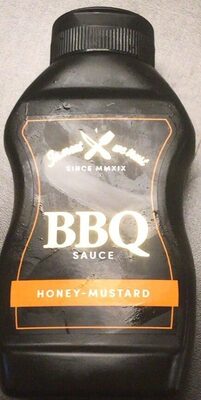 SINCE MMXIX
BBQ
SAUCE
HONEY-MUSTARD